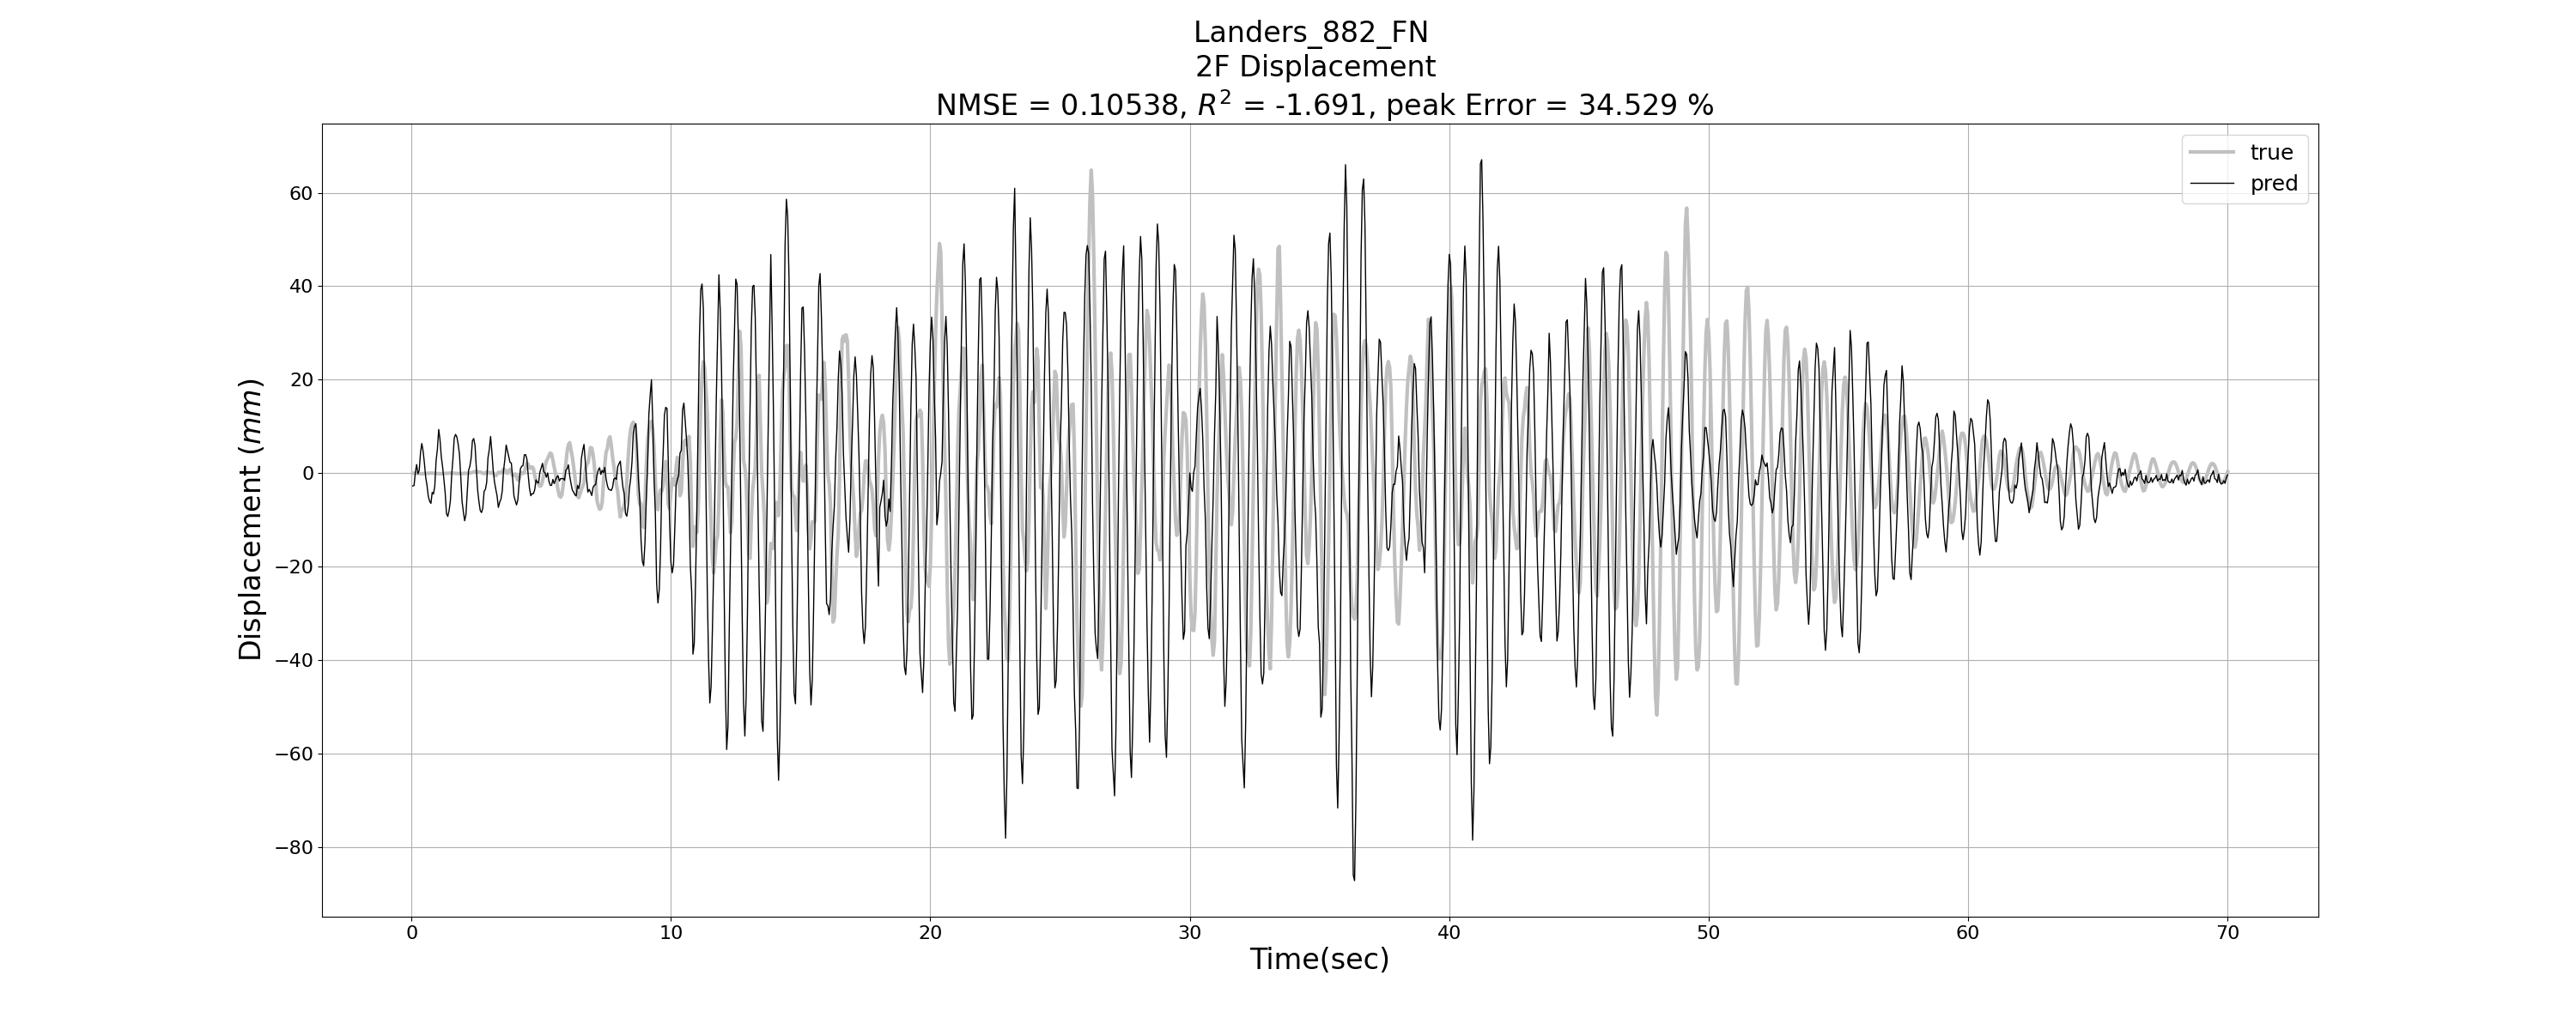 Landers_882_FN
2F Displacement
NMSE = 0.10538, R² = -1.691, peak Error = 34.529 %
true
pred
60
40
20
0
−20
−40
−60
−80
Displacement (mm)
0 10 20 30 40 50 60 70
Time(sec)